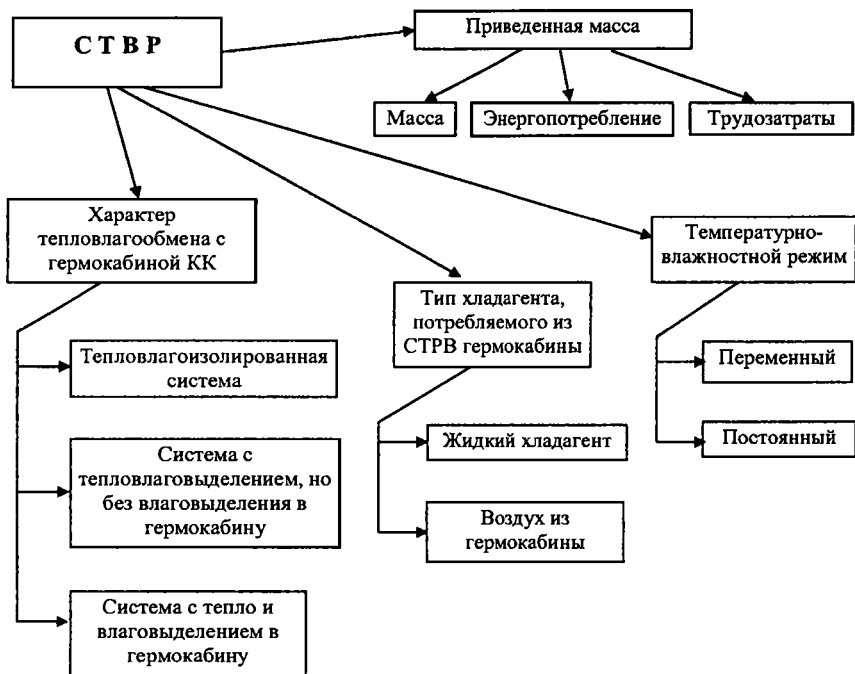 С Т В Р
Приведенная масса
Масса
Энергопотребление
Трудозатраты
Характер
тепловлагообмена с
гермокабиной КК
Тепловлагоизолированная
система
Система с
тепловлаговыделением, но
без влаговыделения в
гермокабину
Система с тепло и
влаговыделением в
гермокабину
Тип хладагента,
потребляемого из
СТРВ гермокабины
Жидкий хладагент
Воздух из
гермокабины
Температурно-
влажностной режим
Переменный
Постоянный